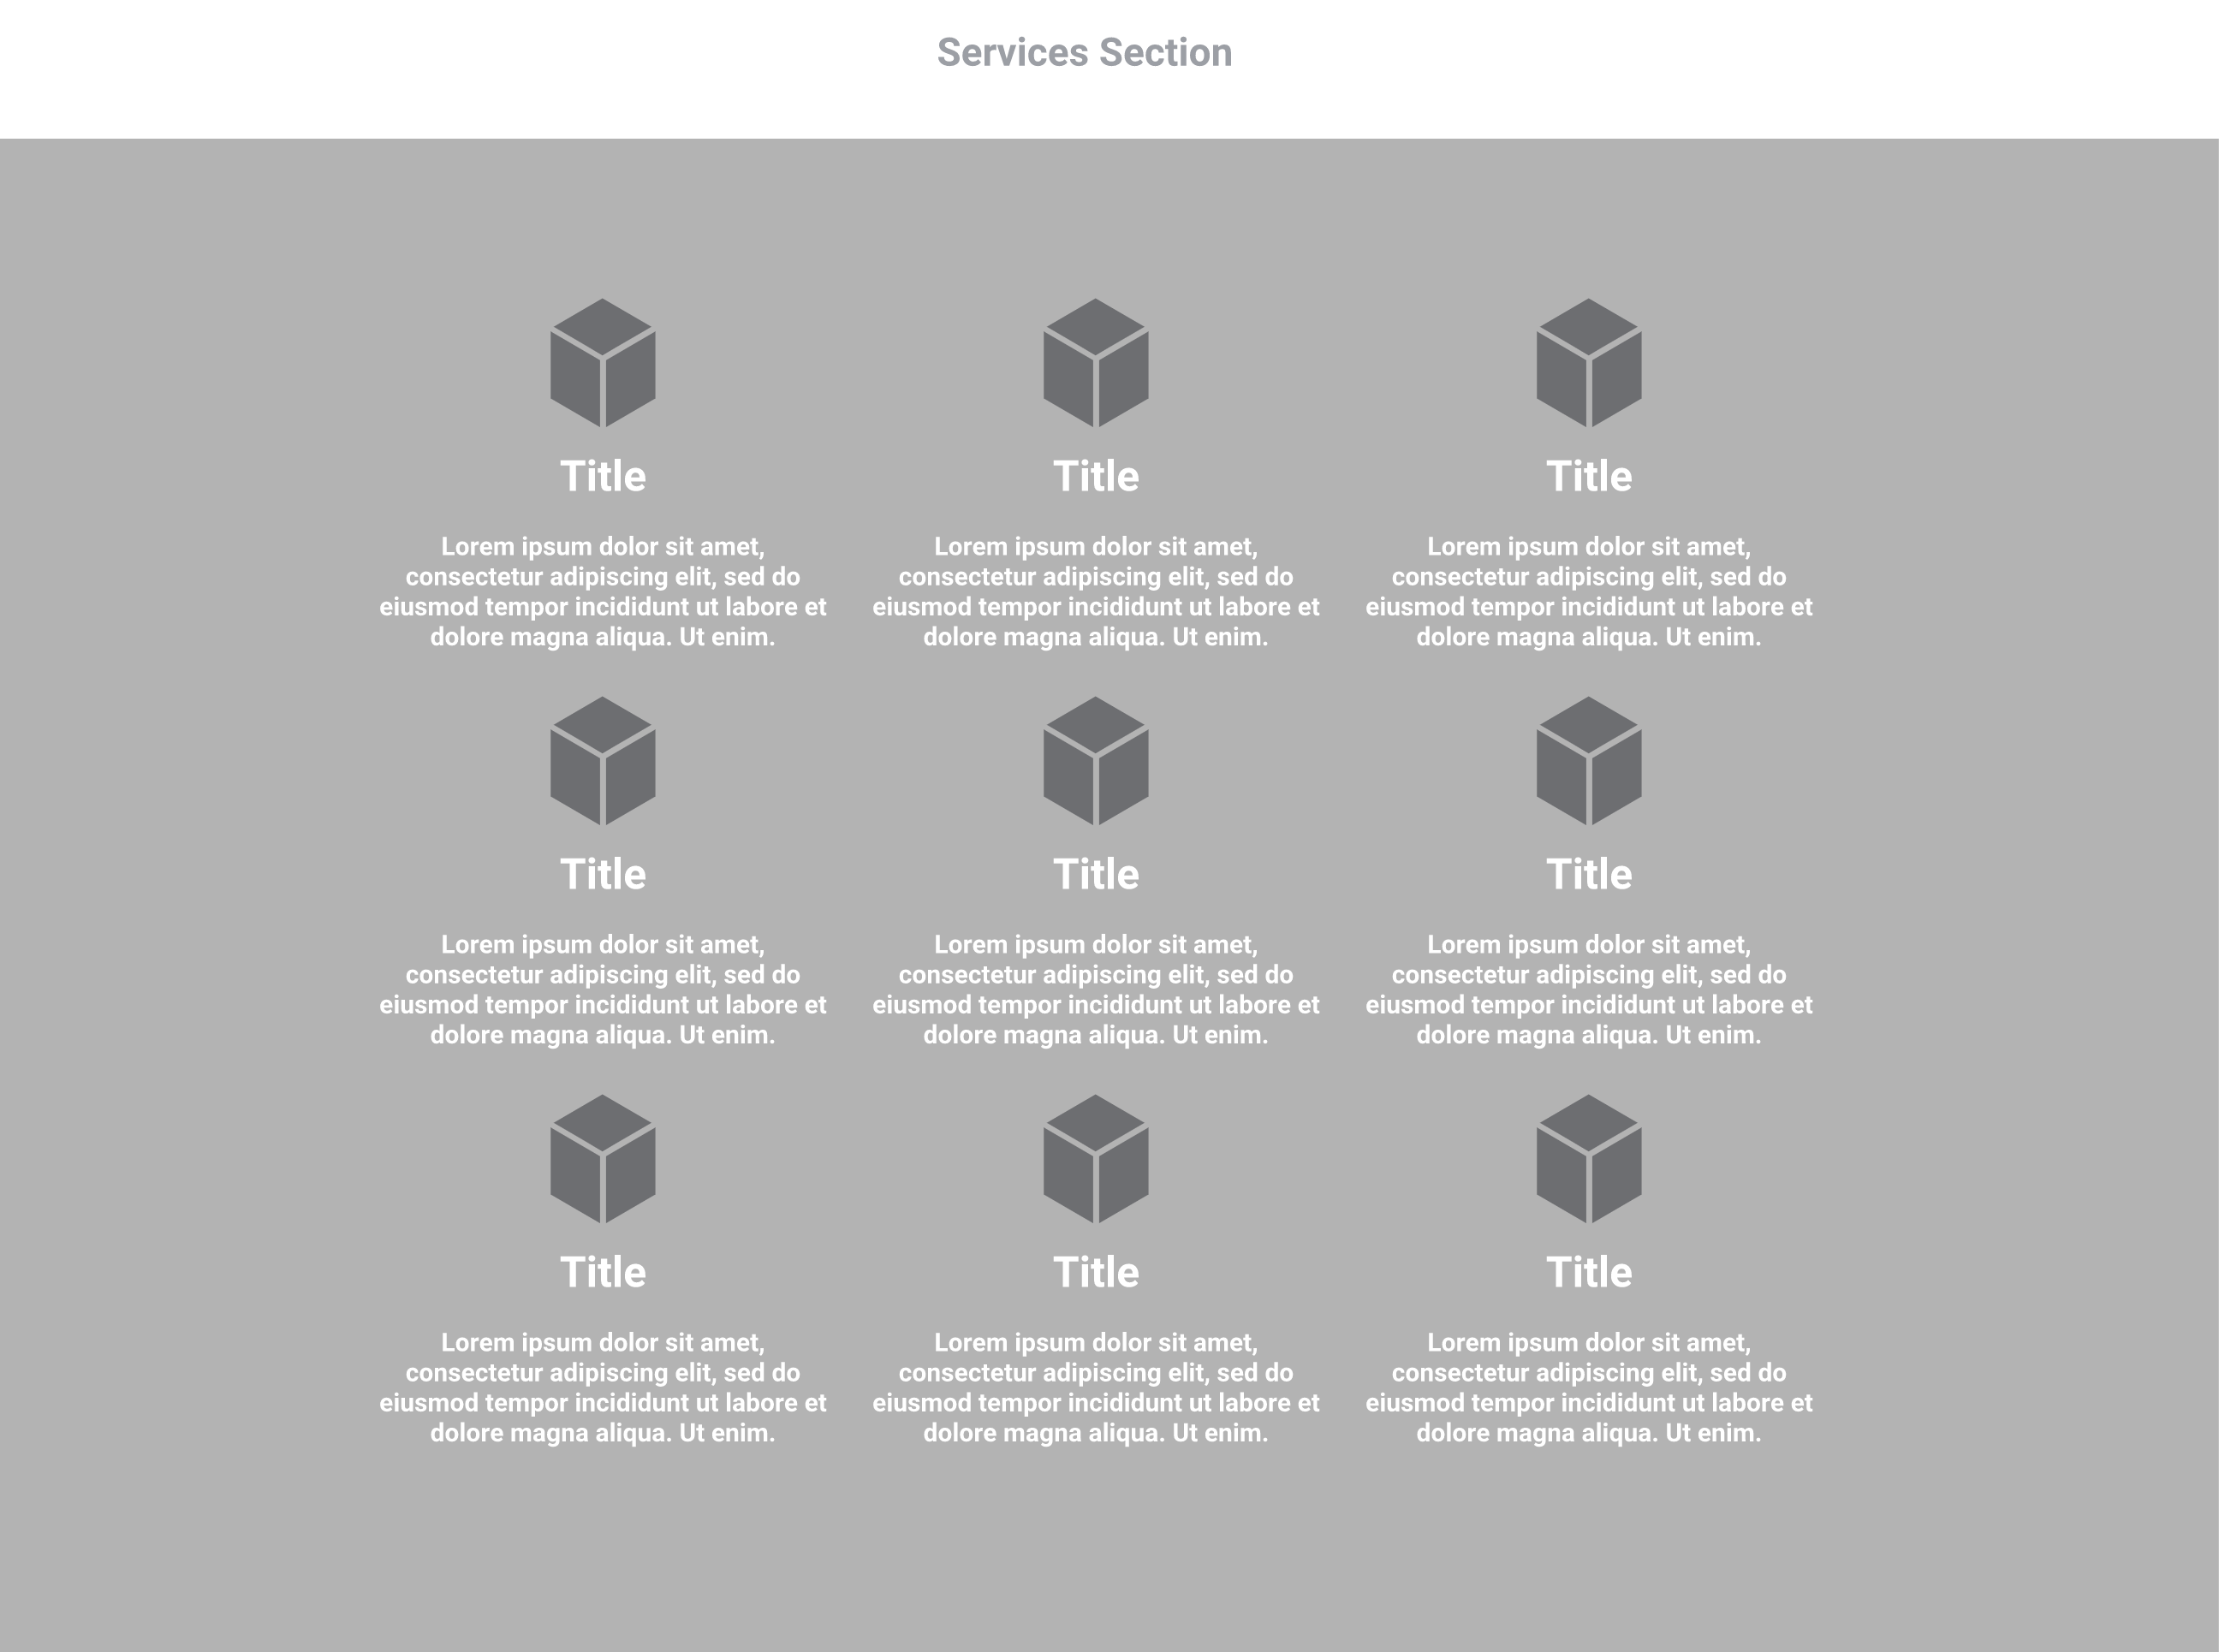 Services Section
Title
Lorem ipsum dolor sit amet,
consectetur adipiscing elit, sed do
eiusmod tempor incididunt ut labore et
dolore magna aliqua. Ut enim.
Title
Lorem ipsum dolor sit amet,
consectetur adipiscing elit, sed do
eiusmod tempor incididunt ut labore et
dolore magna aliqua. Ut enim.
Title
Lorem ipsum dolor sit amet,
consectetur adipiscing elit, sed do
eiusmod tempor incididunt ut labore et
dolore magna aliqua. Ut enim.
Title
Lorem ipsum dolor sit amet,
consectetur adipiscing elit, sed do
eiusmod tempor incididunt ut labore et
dolore magna aliqua. Ut enim.
Title
Lorem ipsum dolor sit amet,
consectetur adipiscing elit, sed do
eiusmod tempor incididunt ut labore et
dolore magna aliqua. Ut enim.
Title
Lorem ipsum dolor sit amet,
consectetur adipiscing elit, sed do
eiusmod tempor incididunt ut labore et
dolore magna aliqua. Ut enim.
Title
Lorem ipsum dolor sit amet,
consectetur adipiscing elit, sed do
eiusmod tempor incididunt ut labore et
dolore magna aliqua. Ut enim.
Title
Lorem ipsum dolor sit amet,
consectetur adipiscing elit, sed do
eiusmod tempor incididunt ut labore et
dolore magna aliqua. Ut enim.
Title
Lorem ipsum dolor sit amet,
consectetur adipiscing elit, sed do
eiusmod tempor incididunt ut labore et
dolore magna aliqua. Ut enim.